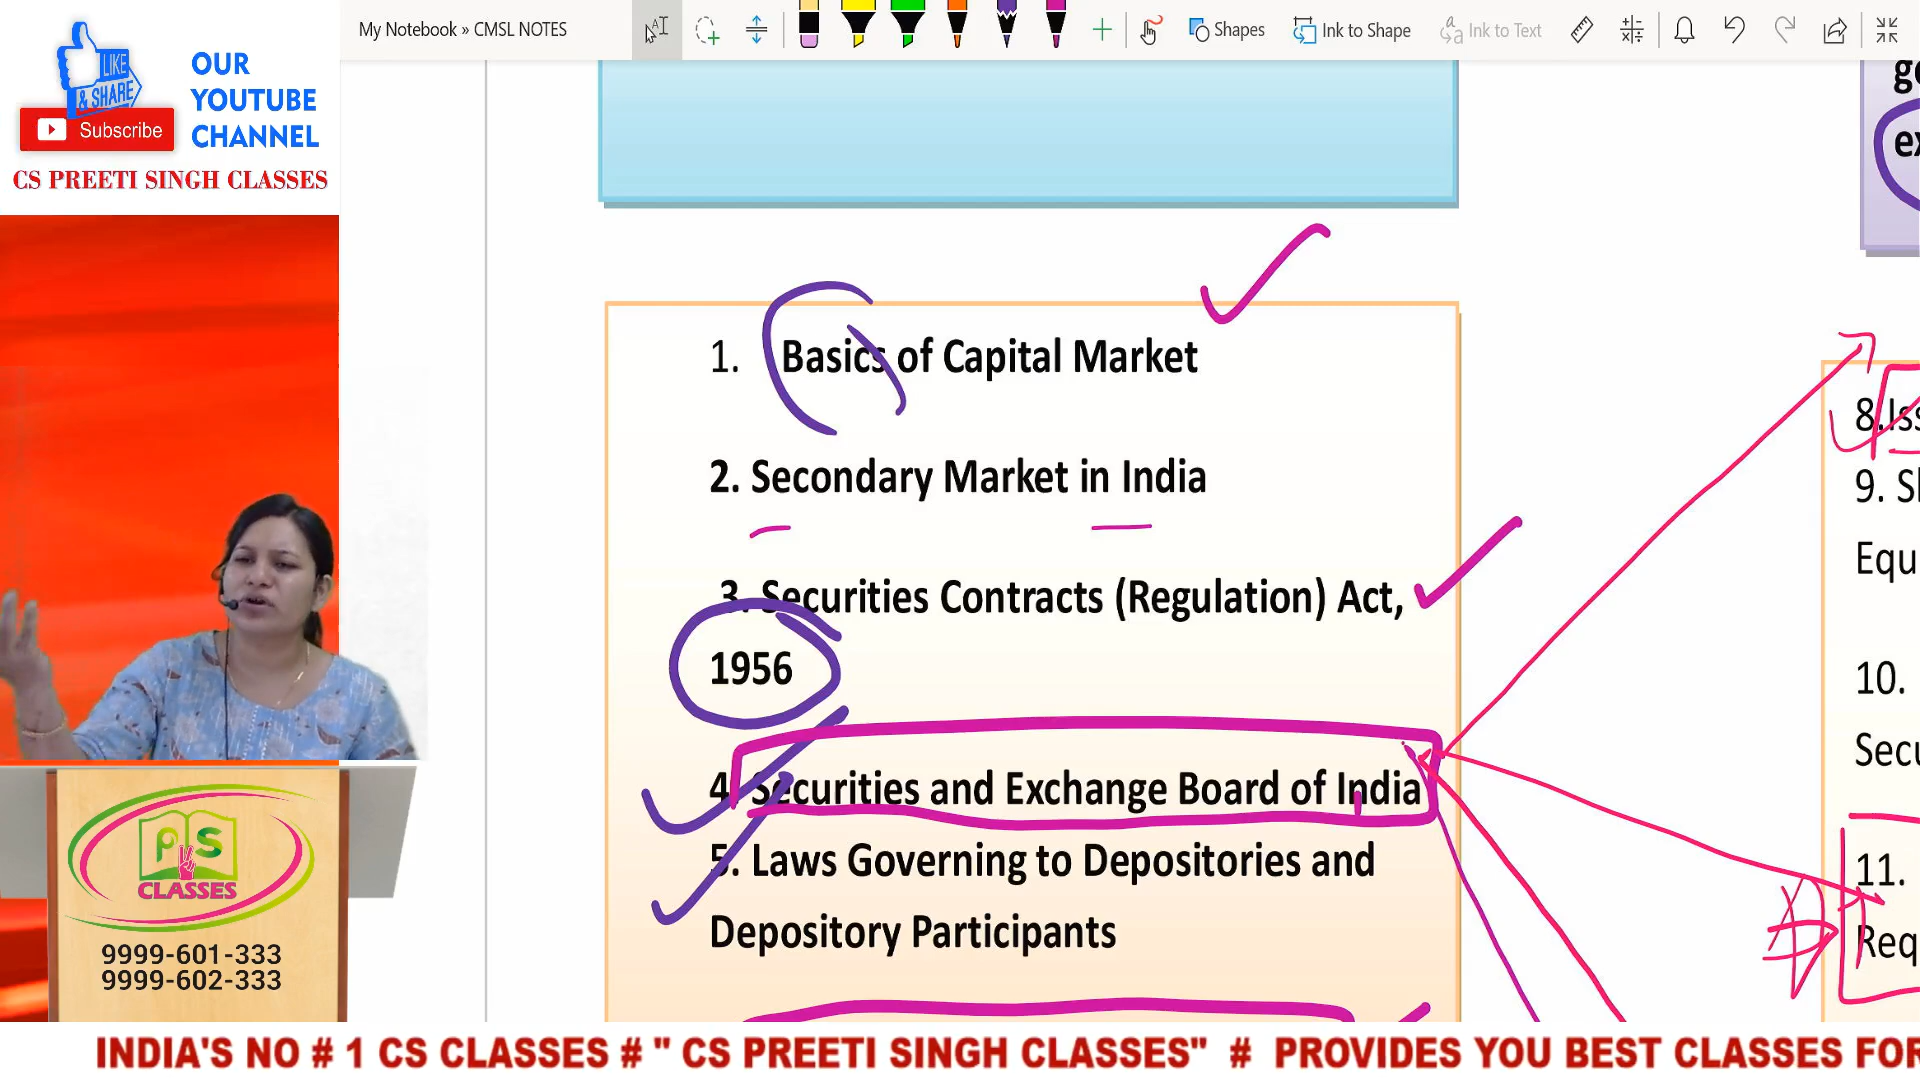 My Notebook » CMSL NOTES
Shapes
Ink to Shape
Ink to Text
LIKE
& SHARE
Subscribe
OUR
YOUTUBE
CHANNEL
CS PREETI SINGH CLASSES
1. Basics of Capital Market
2. Secondary Market in India
3. Securities Contracts (Regulation) Act,
1956
4. Securities and Exchange Board of India
5. Laws Governing to Depositories and
Depository Participants
8.
9.
Equ
10.
Secu
11.
Req
PS
CLASSES
9999-601-333
9999-602-333
INDIA'S NO # 1 CS CLASSES # " CS PREETI SINGH CLASSES" # PROVIDES YOU BEST CLASSES FOR